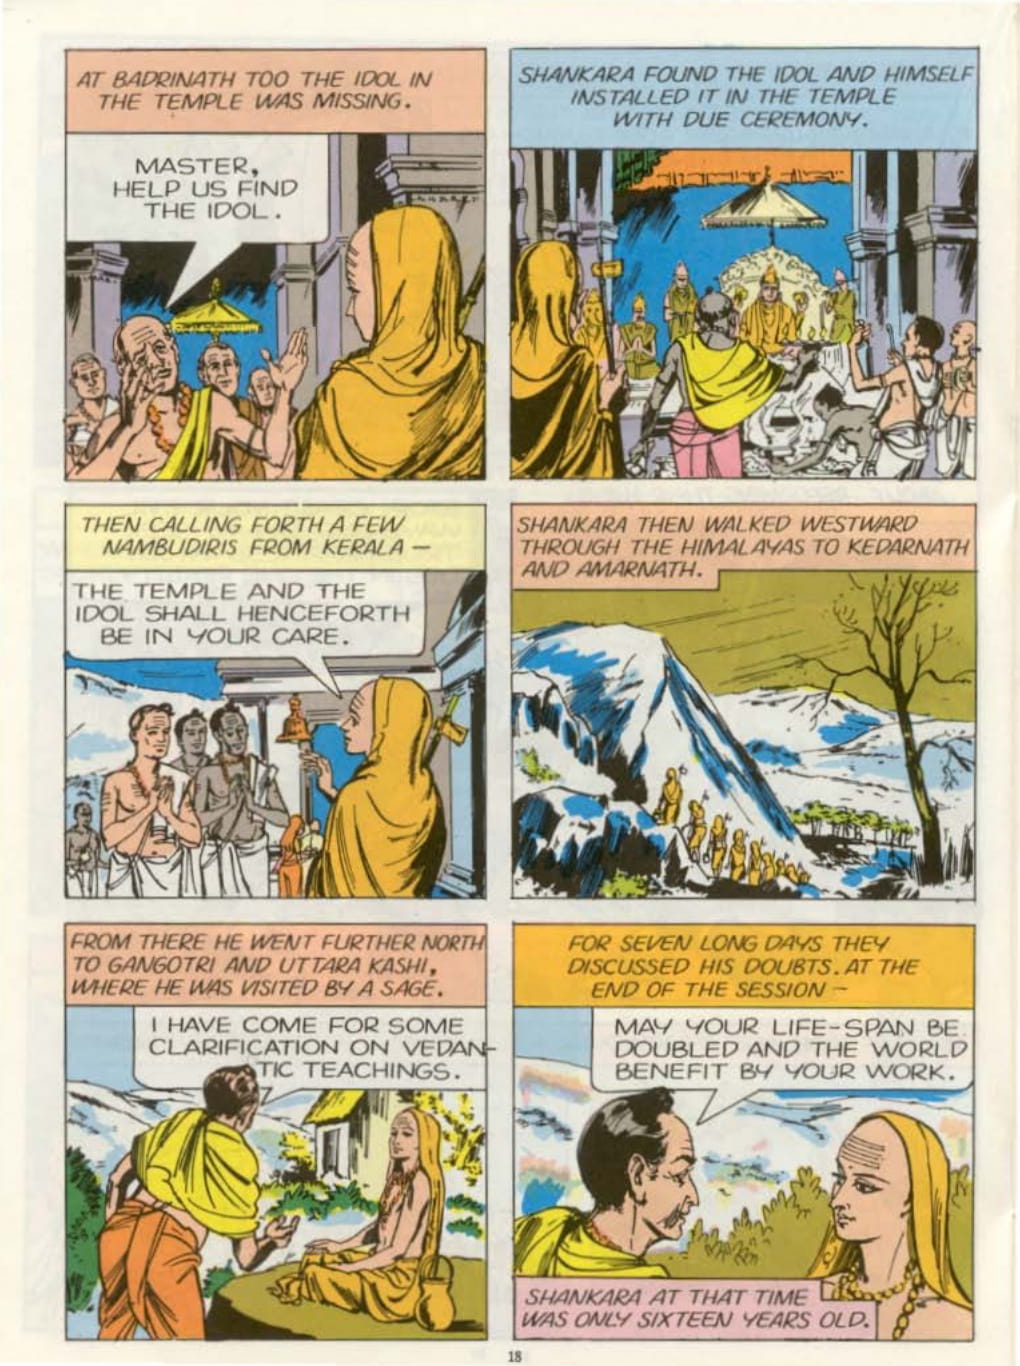 AT BADRINATH TOO THE IDOL IN
THE TEMPLE WAS MISSING.
MASTER,
HELP US FIND
THE IDOL.
SHANKARA FOUND THE IDOL AND HIMSELF
INSTALLED IT IN THE TEMPLE
WITH DUE CEREMONY.
THEN CALLING FORTH A FEW
NAMBUDIRIS FROM KERALA —
THE TEMPLE AND THE
IDOL SHALL HENCEFORTH
BE IN YOUR CARE.
SHANKARA THEN WALKED WESTWARD
THROUGH THE HIMALAYAS TO KEDARNATH
AND AMARNATH.
FROM THERE HE WENT FURTHER NORTH
TO GANGOTRI AND UTTARA KASHI,
WHERE HE WAS VISITED BY A SAGE.
I HAVE COME FOR SOME
CLARIFICATION ON VEDAN-
TIC TEACHINGS.
FOR SEVEN LONG DAYS THEY
DISCUSSED HIS DOUBTS. AT THE
END OF THE SESSION —
MAY YOUR LIFE-SPAN BE
DOUBLED AND THE WORLD
BENEFIT BY YOUR WORK.
SHANKARA AT THAT TIME
WAS ONLY SIXTEEN YEARS OLD.
18